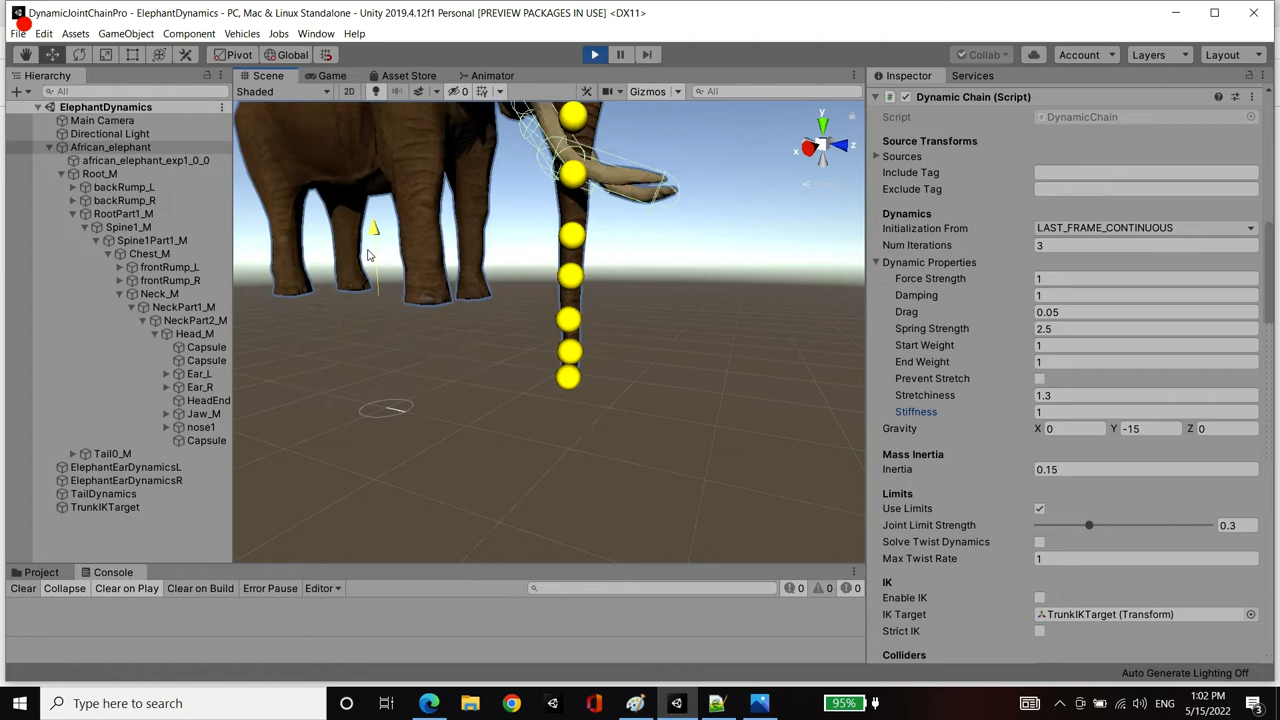 DynamicJointChainPro - ElephantDynamics - PC, Mac & Linux Standalone - Unity 2019.4.12f1 Personal [PREVIEW PACKAGES IN USE] <DX11>
File Edit Assets GameObject Component Vehicles Jobs Window Help
Pivot Global Collab Account Layers Layout
Hierarchy
All
ElephantDynamics
Main Camera
Directional Light
African_elephant
african_elephant_exp1_0_0
Root_M
backRump_L
backRump_R
RootPart1_M
Spine1_M
Spine1Part1_M
Chest_M
frontRump_L
frontRump_R
Neck_M
NeckPart1_M
NeckPart2_M
Head_M
Capsule
Capsule
Ear_L
Ear_R
HeadEnd
Jaw_M
nose1
Capsule
Tail0_M
ElephantEarDynamicsL
ElephantEarDynamicsR
TailDynamics
TrunkIKTarget
Scene Game Asset Store Animator
Shaded 2D 0 Gizmos All
y
x z
Inspector Services
Dynamic Chain (Script)
Script DynamicChain
Source Transforms
Sources
Include Tag
Exclude Tag
Dynamics
Initialization From LAST_FRAME_CONTINUOUS
Num Iterations 3
Dynamic Properties
Force Strength 1
Damping 1
Drag 0.05
Spring Strength 2.5
Start Weight 1
End Weight 1
Prevent Stretch
Stretchiness 1.3
Stiffness 1
Gravity X 0 Y -15 Z 0
Mass Inertia
Inertia 0.15
Limits
Use Limits
Joint Limit Strength 0.3
Solve Twist Dynamics
Max Twist Rate 1
IK
Enable IK
IK Target TrunkIKTarget (Transform)
Strict IK
Colliders
Project Console
Clear Collapse Clear on Play Clear on Build Error Pause Editor 0 0 0
Auto Generate Lighting Off
Type here to search 95% ENG 1:02 PM
5/15/2022